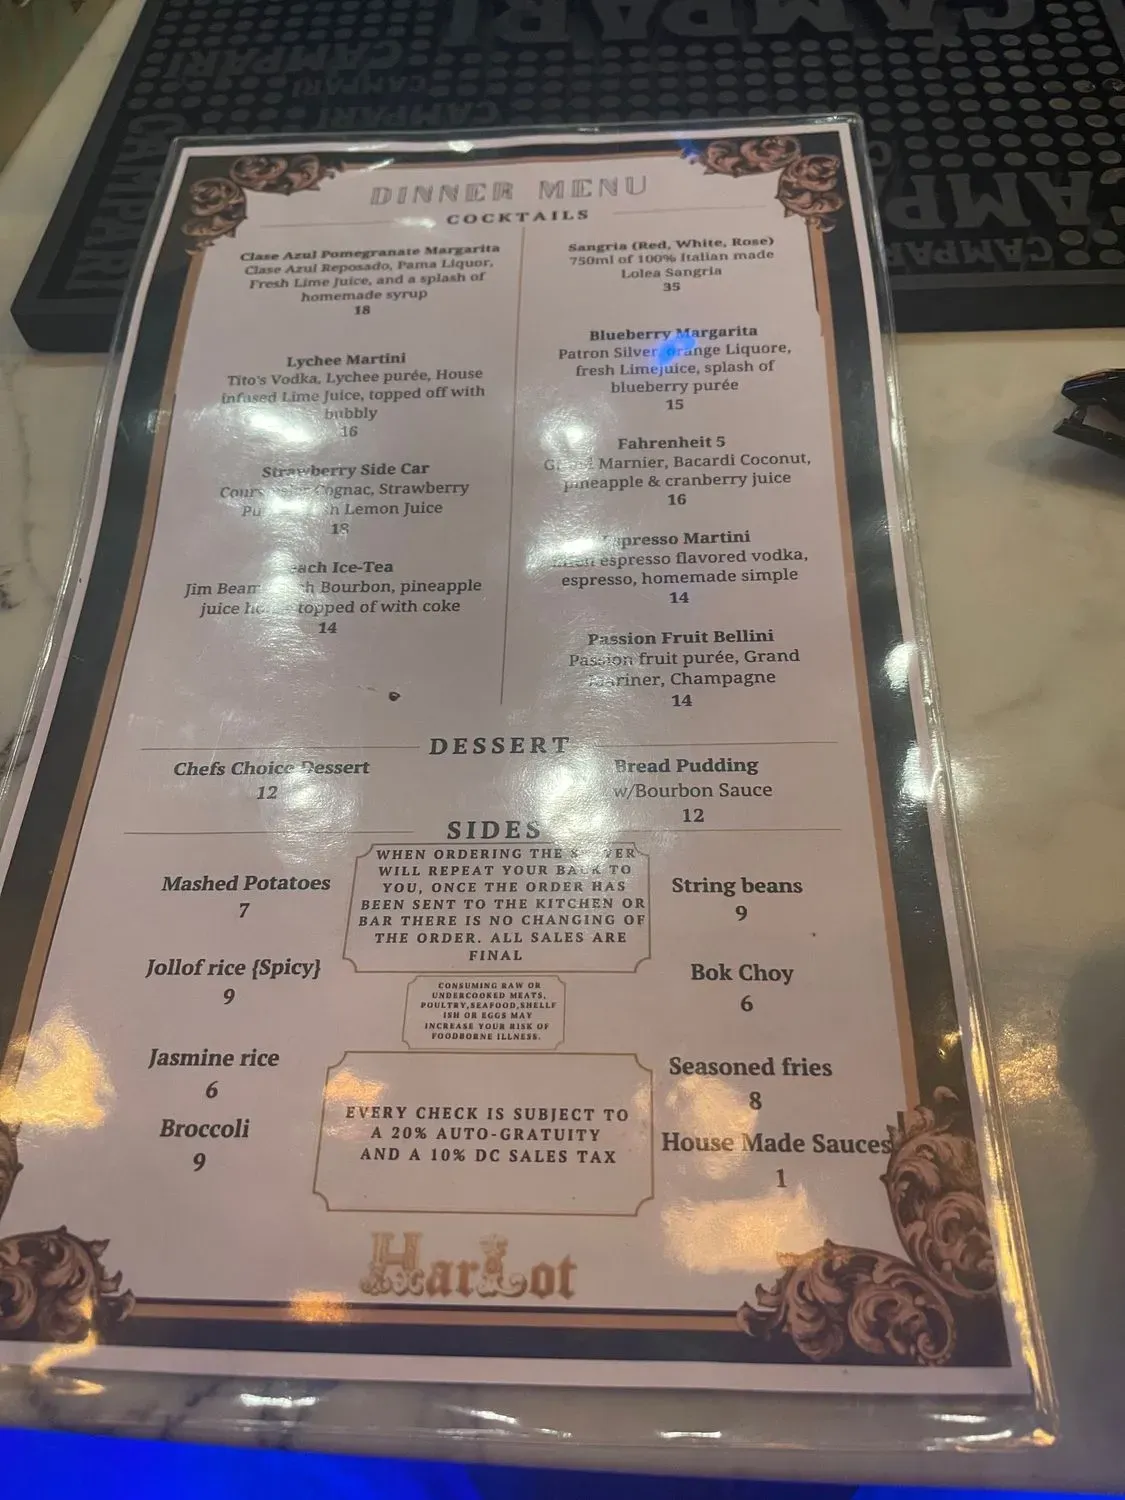 CAMPARI
CAMPARI
CAMPARI
CAMPARI
CAMPARI
DINNER MENU
COCKTAILS
Clase Azul Pomegranate Margarita
Clase Azul Reposado, Pama Liquor,
Fresh Lime Juice, and a splash of
homemade syrup
18
Lychee Martini
Tito's Vodka, Lychee purée, House
infused Lime Juice, topped off with
bubbly
16
Strawberry Side Car
Cognac, Strawberry
Lemon Juice
18
Ice-Tea
Jim Beam Bourbon, pineapple
juice topped of with coke
14
Sangria (Red, White, Rose)
750ml of 100% Italian made
Lolea Sangria
35
Blueberry Margarita
Patron Silver, orange Liquore,
fresh Limejuice, splash of
blueberry purée
15
Fahrenheit 5
Marnier, Bacardi Coconut,
pineapple & cranberry juice
16
Espresso Martini
espresso flavored vodka,
espresso, homemade simple
14
Passion Fruit Bellini
Passion fruit purée, Grand
Champagne
14
DESSERT
Chefs Choice Dessert
12
Bread Pudding
w/Bourbon Sauce
12
SIDES
Mashed Potatoes
7
Jollof rice {Spicy}
9
Jasmine rice
6
Broccoli
9
WHEN ORDERING THE SERVER
WILL REPEAT YOUR BACK TO
YOU, ONCE THE ORDER HAS
BEEN SENT TO THE KITCHEN OR
BAR THERE IS NO CHANGING OF
THE ORDER. ALL SALES ARE
FINAL
CONSUMING RAW OR
UNDERCOOKED MEATS,
POULTRY,SEAFOOD,SHELLF
ISH OR EGGS MAY
INCREASE YOUR RISK OF
FOODBORNE ILLNESS.
EVERY CHECK IS SUBJECT TO
A 20% AUTO-GRATUITY
AND A 10% DC SALES TAX
String beans
9
Bok Choy
6
Seasoned fries
8
House Made Sauces
1
HarLot